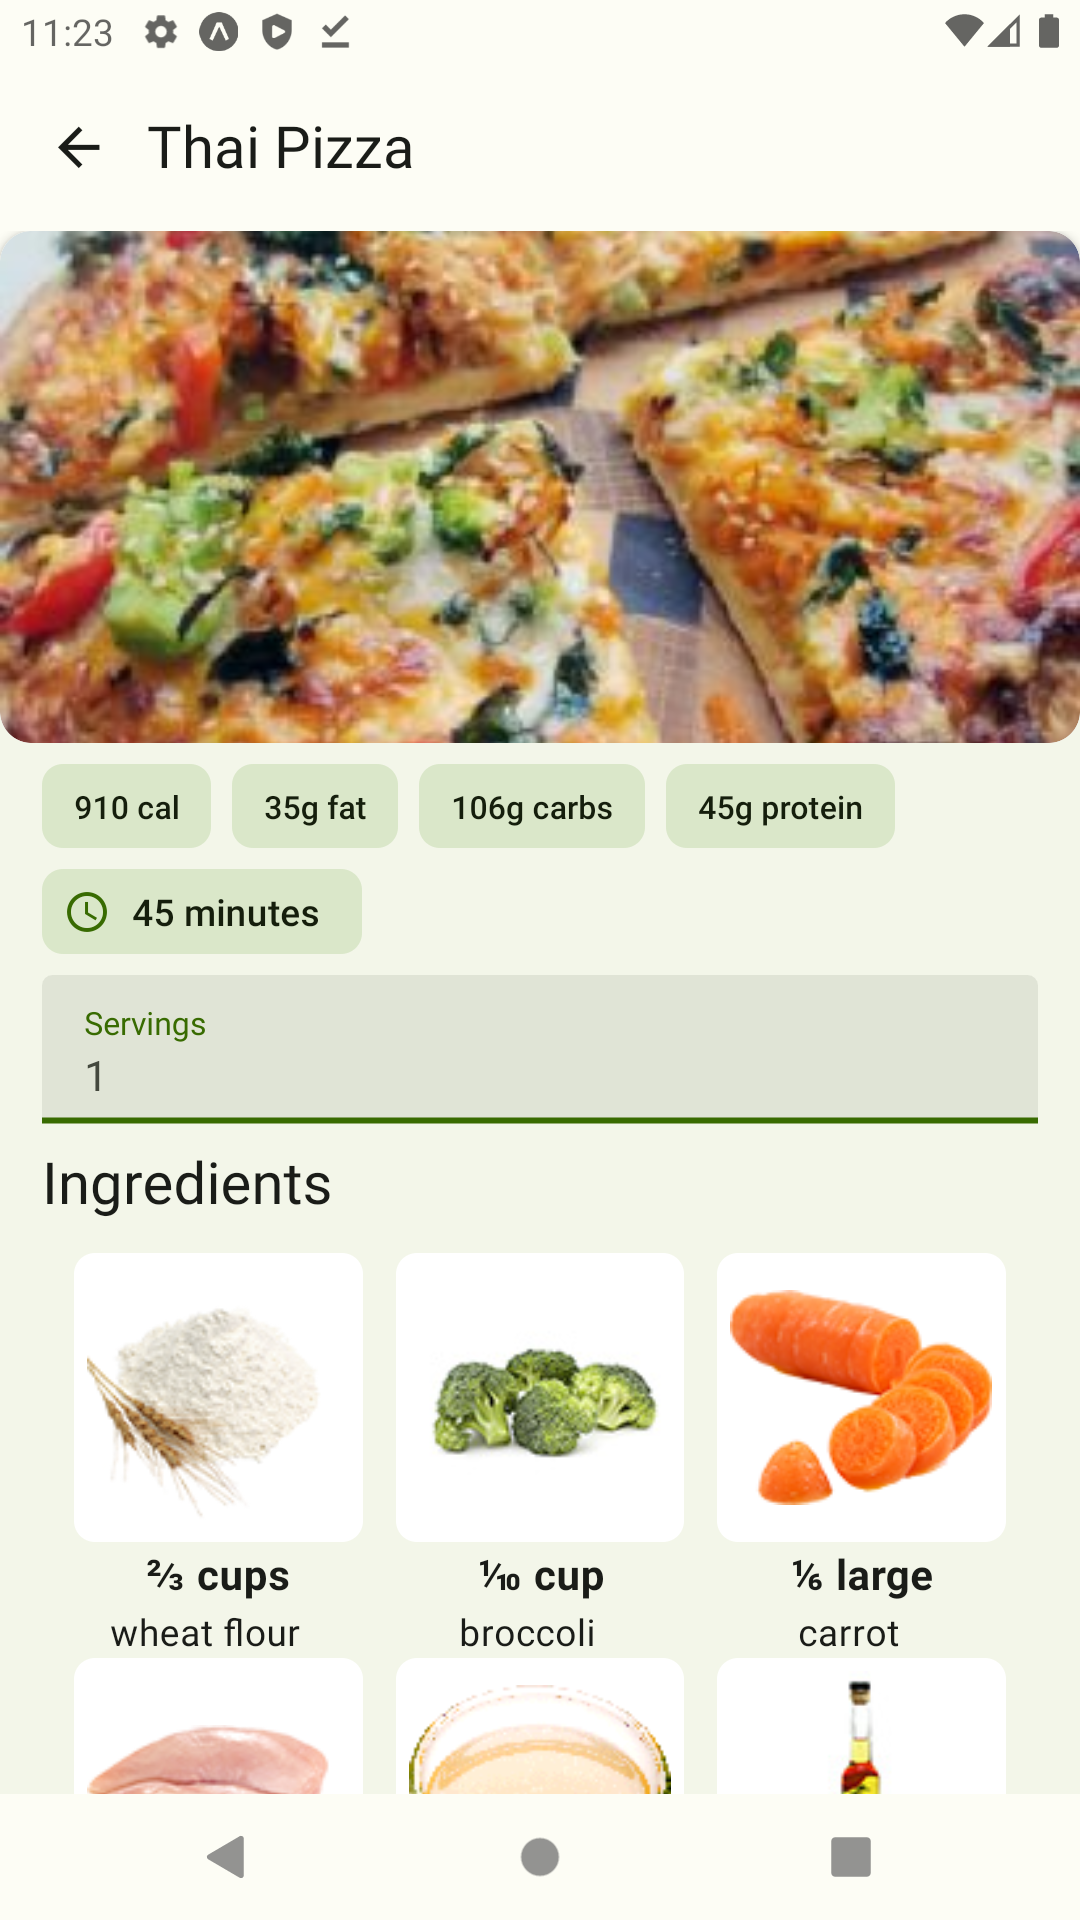 11:23
Thai Pizza
910 cal 35g fat 106g carbs 45g protein
45 minutes
Servings
1
Ingredients
⅔ cups ⅒ cup ⅙ large
wheat flour broccoli carrot